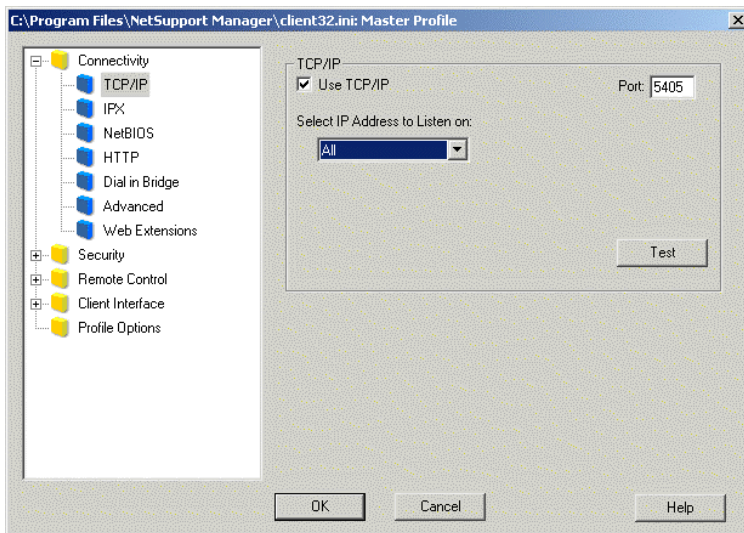 C:\Program Files\NetSupport Manager\client32.ini: Master Profile
Connectivity
TCP/IP
IPX
NetBIOS
HTTP
Dial in Bridge
Advanced
Web Extensions
Security
Remote Control
Client Interface
Profile Options
TCP/IP
Use TCP/IP
Port: 5405
Select IP Address to Listen on:
All
Test
OK
Cancel
Help